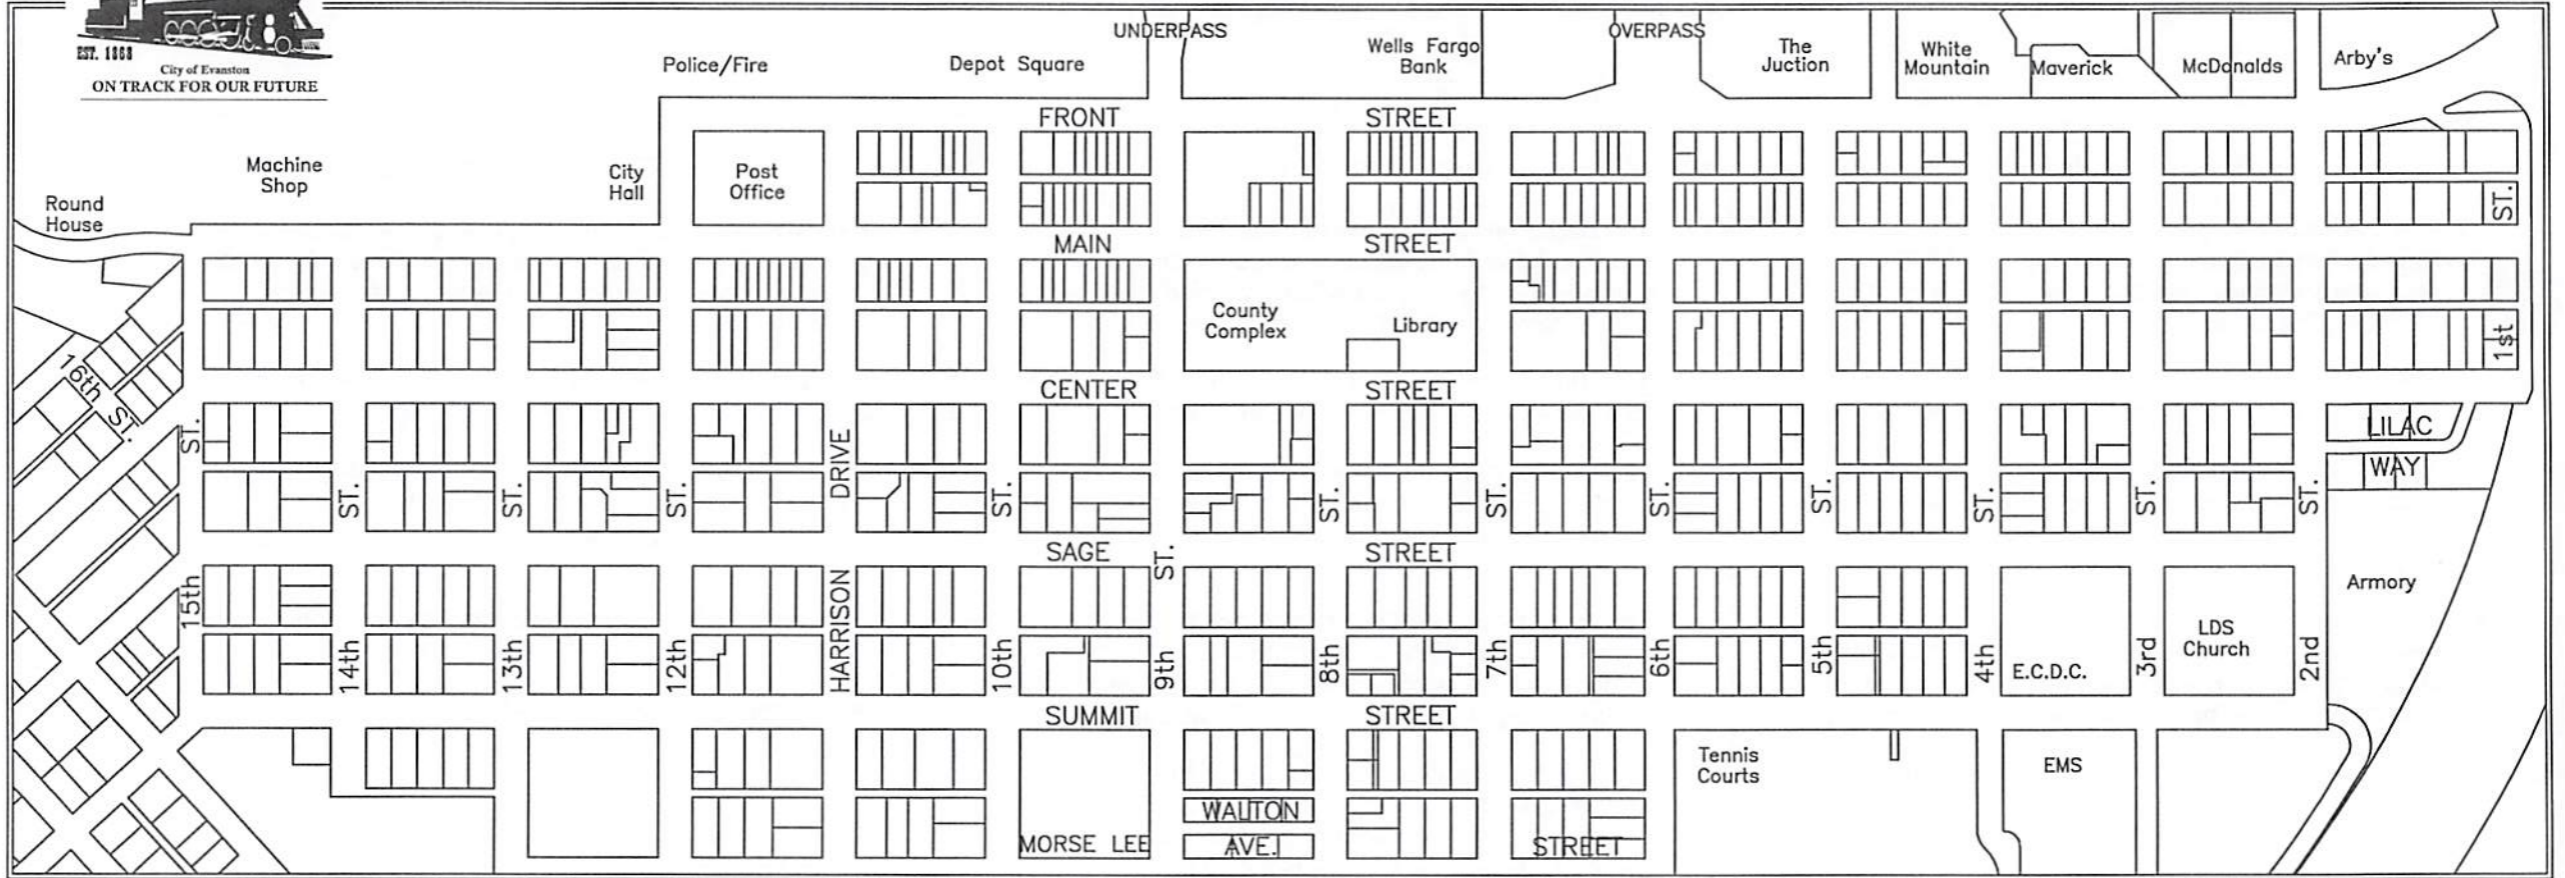 EST. 1868
City of Evanston
ON TRACK FOR OUR FUTURE
UNDERPASS
OVERPASS
Police/Fire
Depot Square
Wells Fargo
Bank
The
Juction
White
Mountain
Maverick
McDonalds
Arby's
FRONT STREET
Machine
Shop
City
Hall
Post
Office
Round
House
ST.
MAIN STREET
County
Complex
Library
1st
16th ST.
CENTER STREET
LILAC
WAY
ST.
ST.
ST.
ST.
DRIVE
ST.
ST.
ST.
ST.
ST.
ST.
ST.
ST.
SAGE STREET
ST.
Armory
15th
14th
13th
12th
HARRISON
10th
9th
8th
7th
6th
5th
4th
E.C.D.C.
3rd
LDS
Church
2nd
SUMMIT STREET
Tennis
Courts
EMS
WALTON
AVE.
MORSE LEE STREET